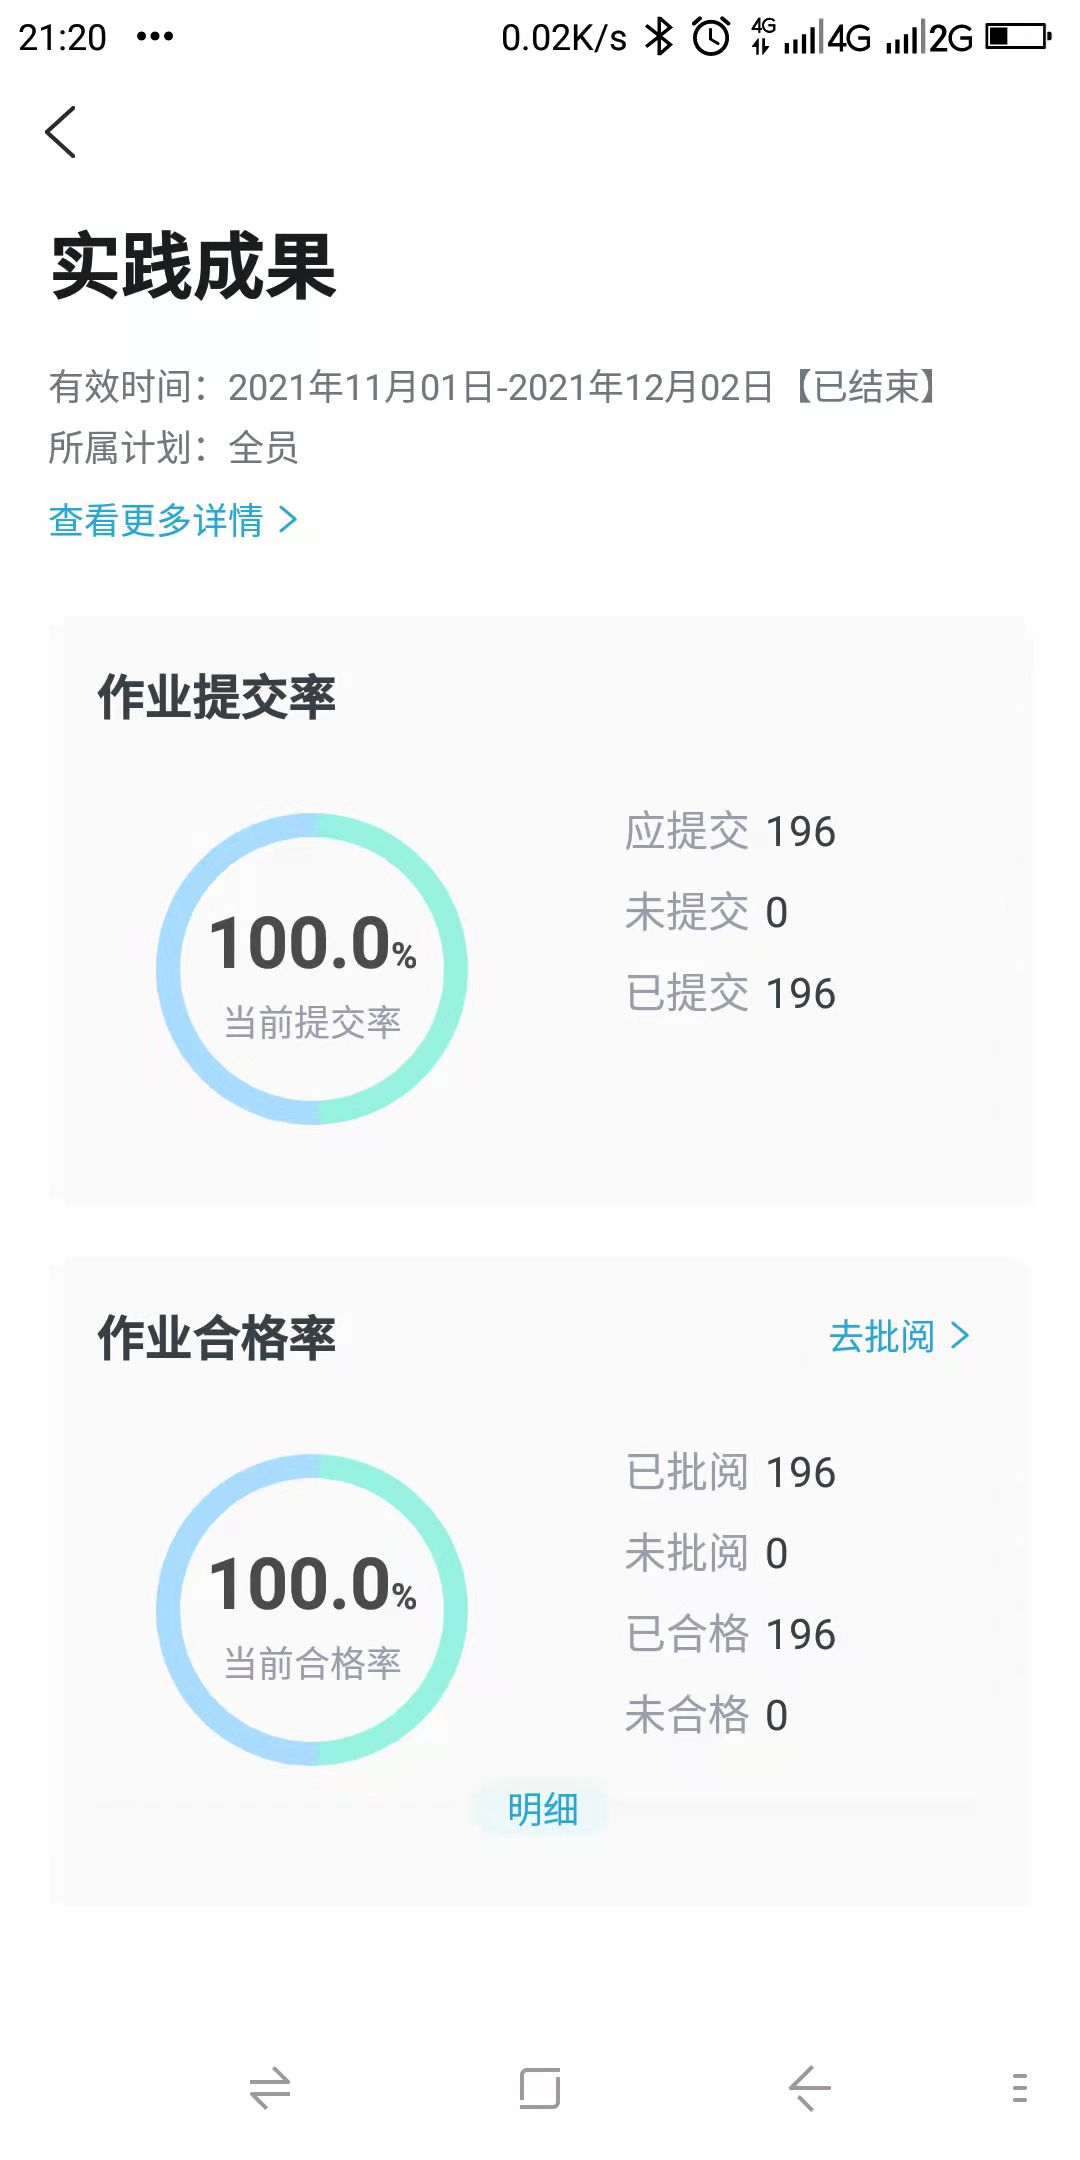 21:20 ••• 0.02K/s 4G 4G 2G
实践成果
有效时间：2021年11月01日-2021年12月02日【已结束】
所属计划：全员
查看更多详情
作业提交率
应提交 196
未提交 0
已提交 196
100.0%
当前提交率
作业合格率
去批阅
已批阅 196
未批阅 0
已合格 196
未合格 0
100.0%
当前合格率
明细